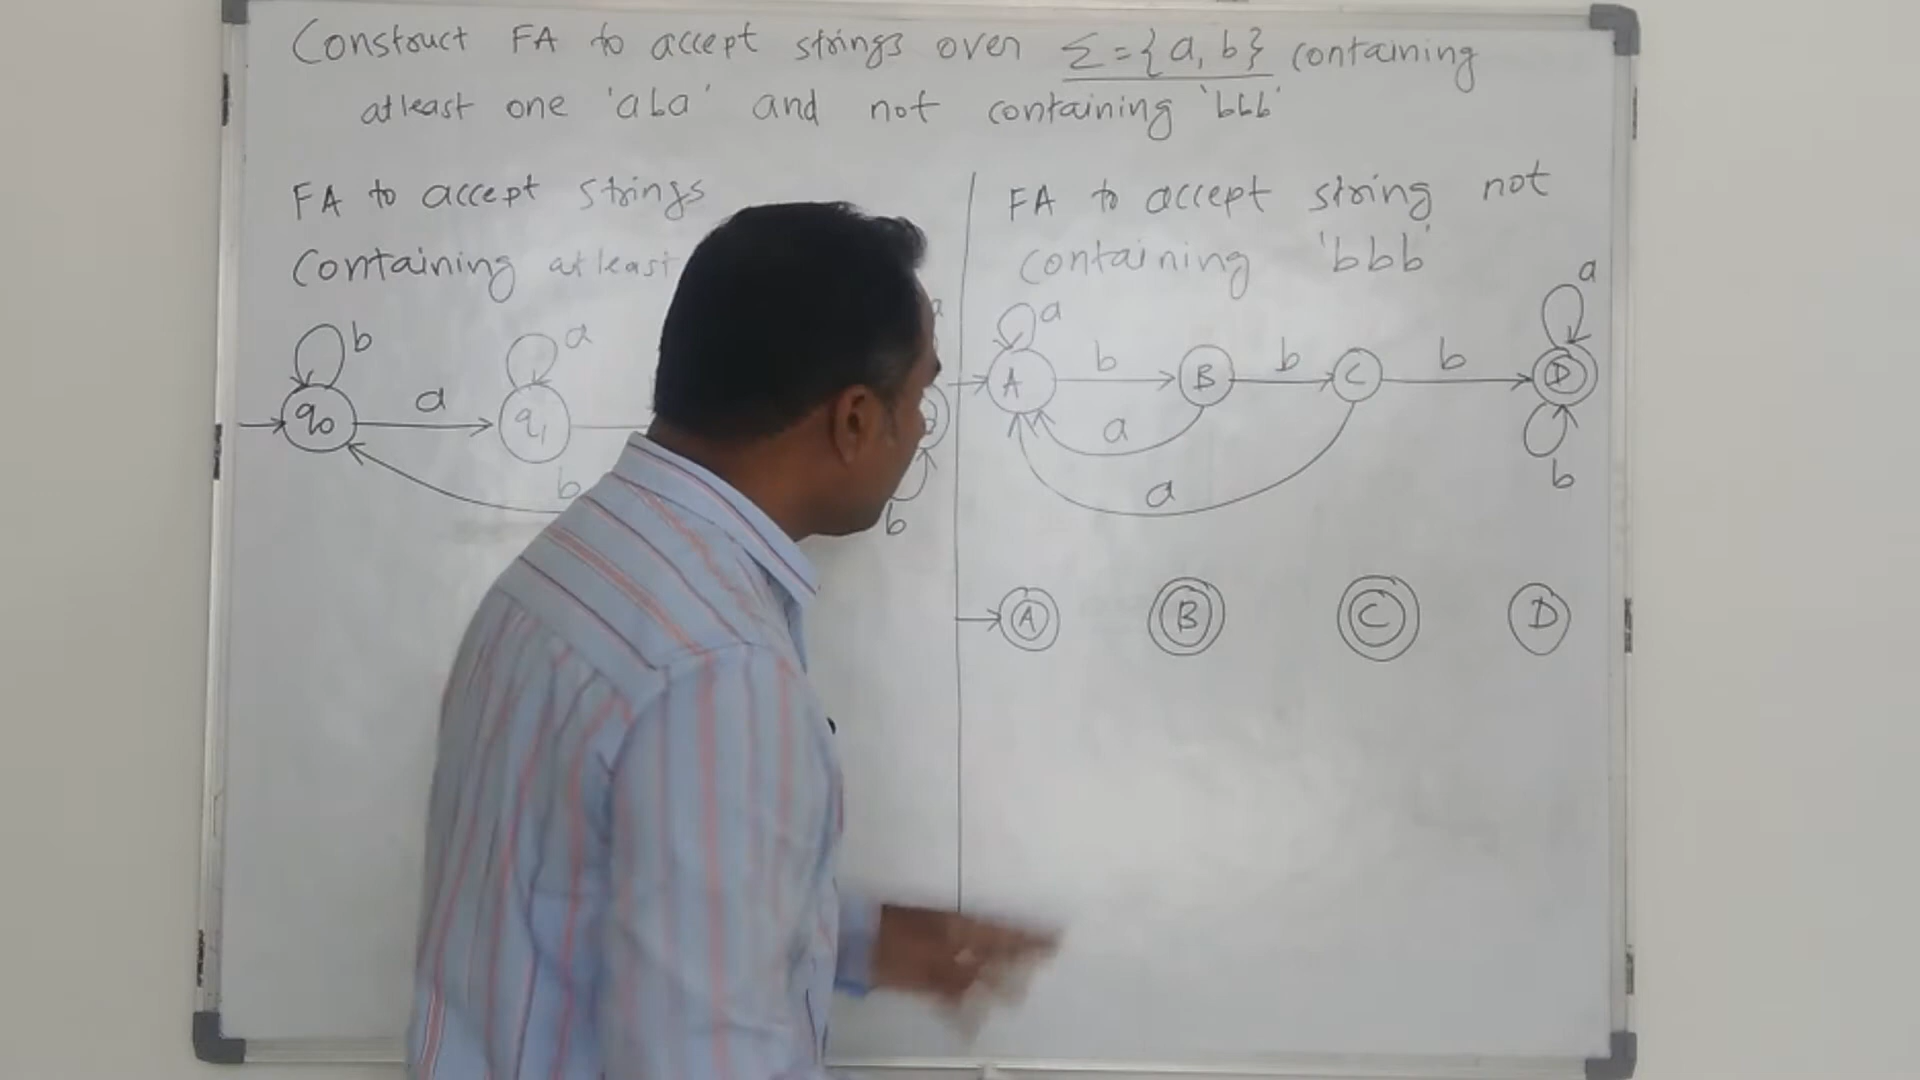 Construct FA to accept strings over Σ={a, b} containing
atleast one 'aba' and not containing 'bbb'
FA to accept strings
Containing atleast
b
a
q0
a
q1
b
b
FA to accept string not
containing 'bbb'
a
a
A
b
B
b
C
b
D
a
a
b
A
B
C
D